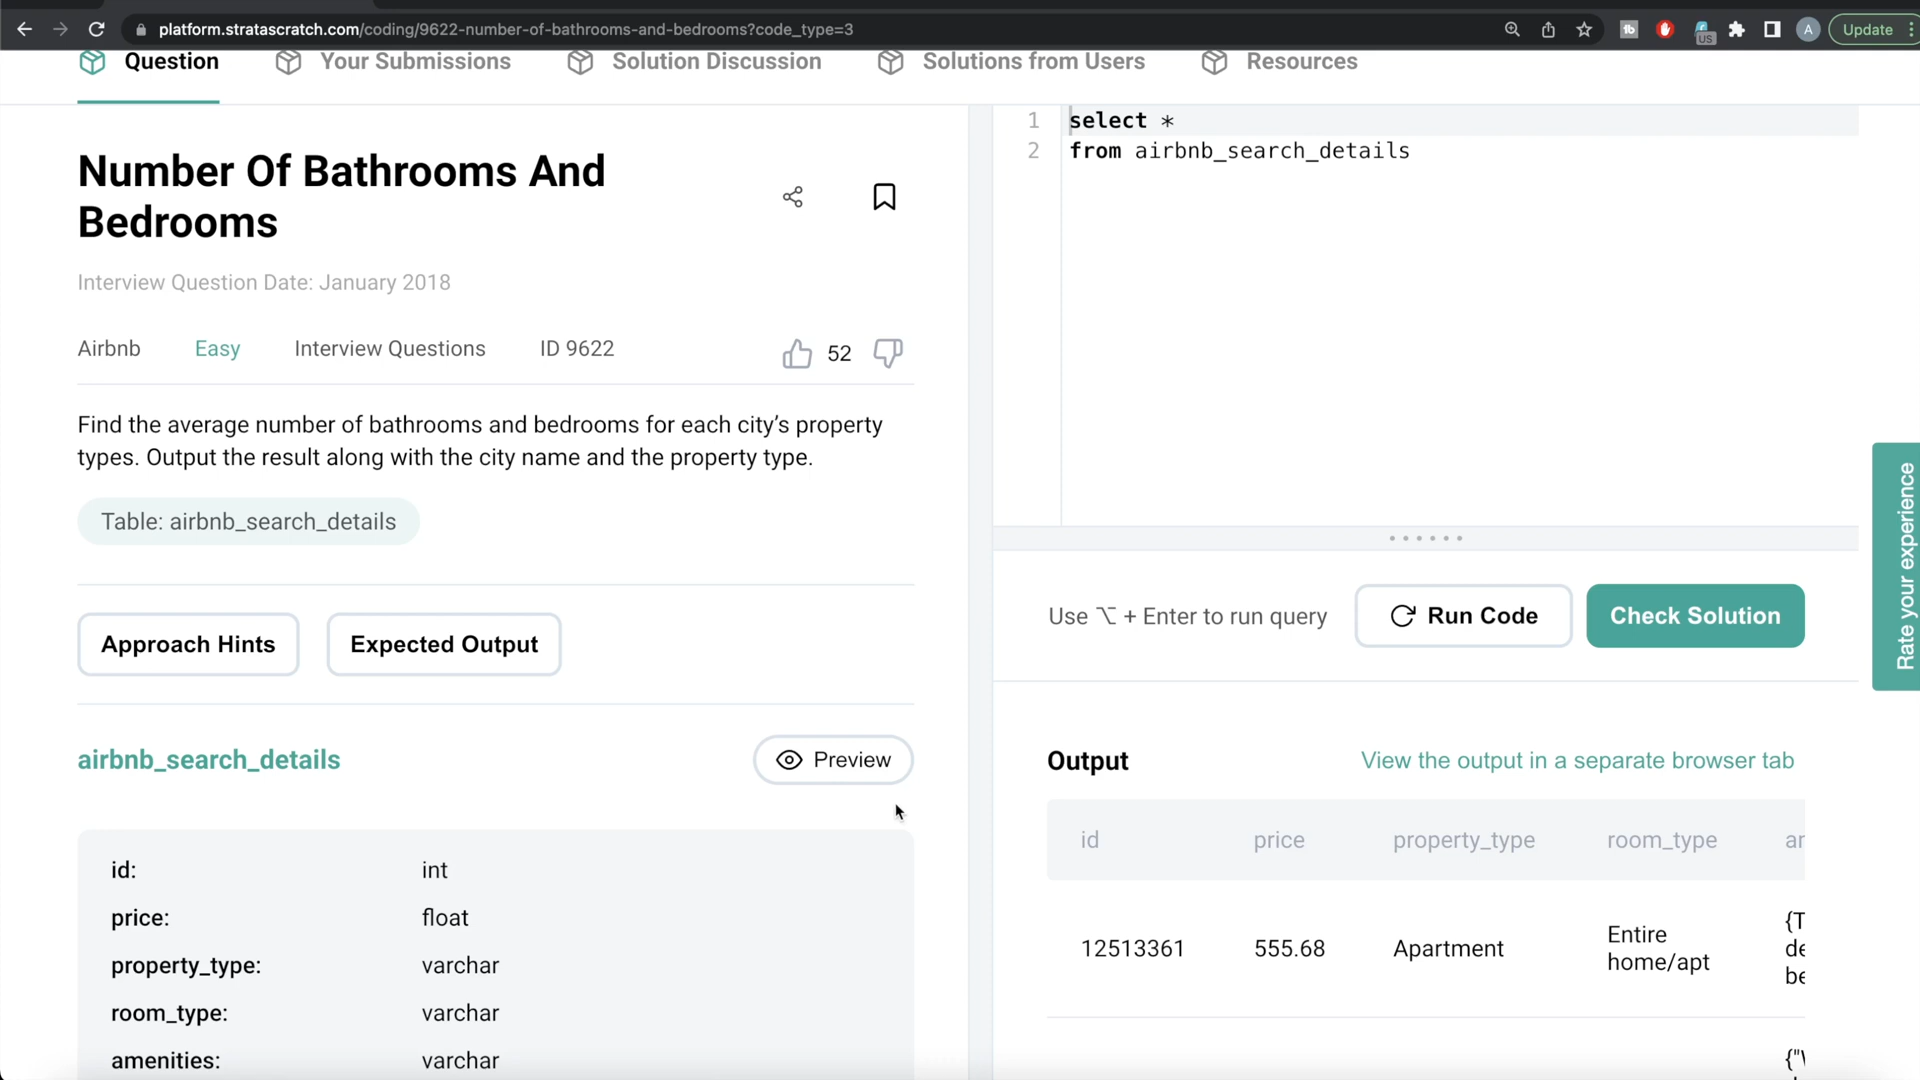 platform.stratascratch.com/coding/9622-number-of-bathrooms-and-bedrooms?code_type=3
US
A
Update
Question
Your Submissions
Solution Discussion
Solutions from Users
Resources
Number Of Bathrooms And
Bedrooms
Interview Question Date: January 2018
Airbnb
Easy
Interview Questions
ID 9622
52
Find the average number of bathrooms and bedrooms for each city’s property
types. Output the result along with the city name and the property type.
Table: airbnb_search_details
Approach Hints
Expected Output
airbnb_search_details
Preview
id: int
price: float
property_type: varchar
room_type: varchar
amenities: varchar
1 select *
2 from airbnb_search_details
Use ⌥ + Enter to run query
Run Code
Check Solution
Output
View the output in a separate browser tab
id price property_type room_type ar
12513361 555.68 Apartment Entire
home/apt
{T
de
be
Rate your experience